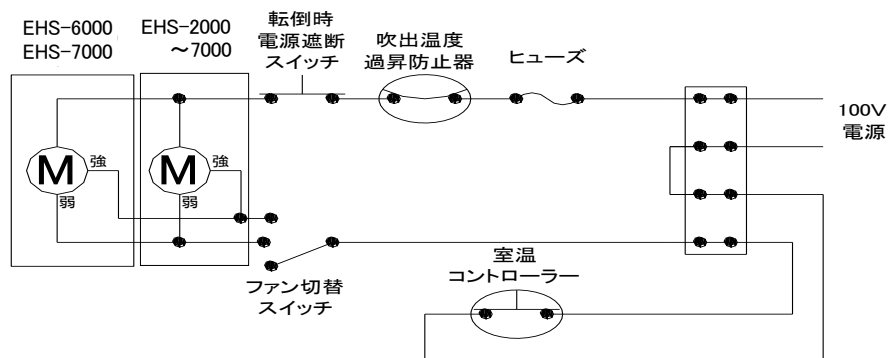 EHS-6000
EHS-7000
EHS-2000
～7000
転倒時
電源遮断
スイッチ
吹出温度
過昇防止器
ヒューズ
100V
電源
M
強
弱
M
強
弱
ファン切替
スイッチ
室温
コントローラー